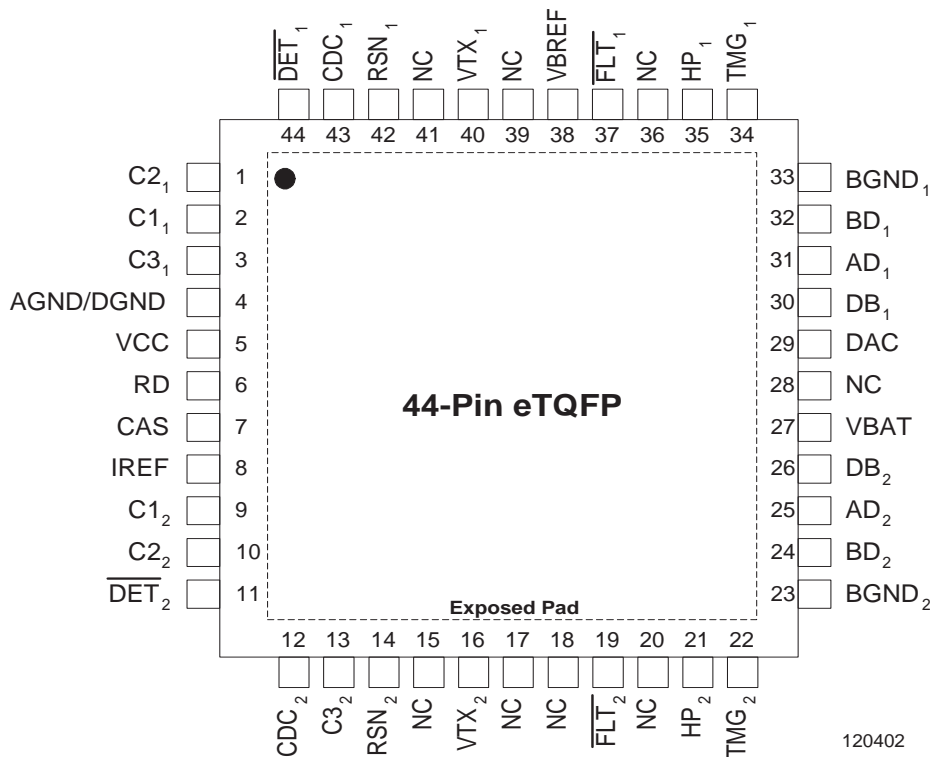 DET₁ CDC₁ RSN₁ NC VTX₁ NC VBREF FLT₁ NC HP₁ TMG₁
44 43 42 41 40 39 38 37 36 35 34
C2₁ 1 33 BGND₁
C1₁ 2 32 BD₁
C3₁ 3 31 AD₁
AGND/DGND 4 30 DB₁
VCC 5 29 DAC
RD 6 28 NC
44-Pin eTQFP
CAS 7 27 VBAT
IREF 8 26 DB₂
C1₂ 9 25 AD₂
C2₂ 10 24 BD₂
DET₂ 11 23 BGND₂
Exposed Pad
12 13 14 15 16 17 18 19 20 21 22
CDC₂ C3₂ RSN₂ NC VTX₂ NC NC FLT₂ NC HP₂ TMG₂
120402